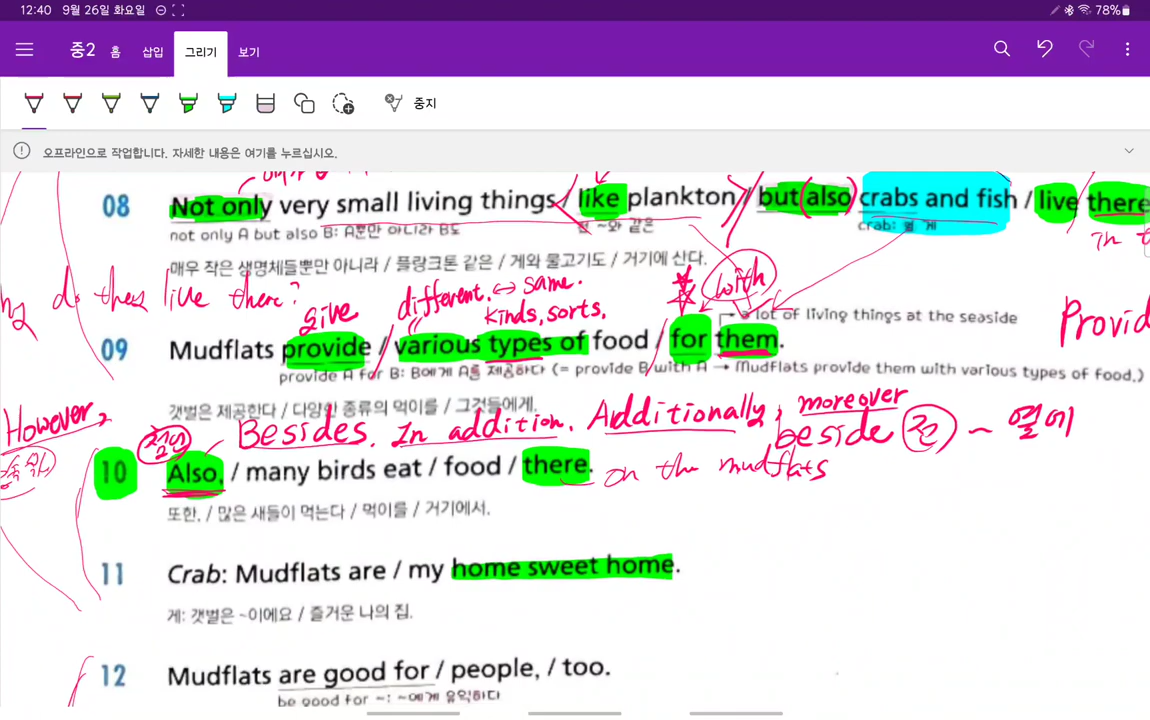 12:40 9월 26일 화요일 78%
중2 홈 삽입 그리기 보기
중지
오프라인으로 작업합니다. 자세한 내용은 여기를 누르십시오.
08 Not only very small living things / like plankton / but also crabs and fish / live there
not only A but also B: A뿐만 아니라 B도 전 ~와 같은 crab: 명 게
in t
매우 작은 생명체들뿐만 아니라 / 플랑크톤 같은 / 게와 물고기도 / 거기에 산다.
do they live there?
different. ↔ same.
with
give kinds, sorts.
a lot of living things at the seaside
Provid
09 Mudflats provide / various types of food / for them.
provide A for B: B에게 A를 제공하다 (= provide B with A → Mudflats provide them with various types of food.)
갯벌은 제공한다 / 다양한 종류의 먹이를 / 그것들에게.
However,
Besides. In addition. Additionally, moreover
beside 전 ~ 옆에
10 Also, / many birds eat / food / there. on the mudflats
또한, / 많은 새들이 먹는다 / 먹이를 / 거기에서.
11 Crab: Mudflats are / my home sweet home.
게: 갯벌은 ~이에요 / 즐거운 나의 집.
12 Mudflats are good for / people, / too.
be good for ~: ~에게 유익하다